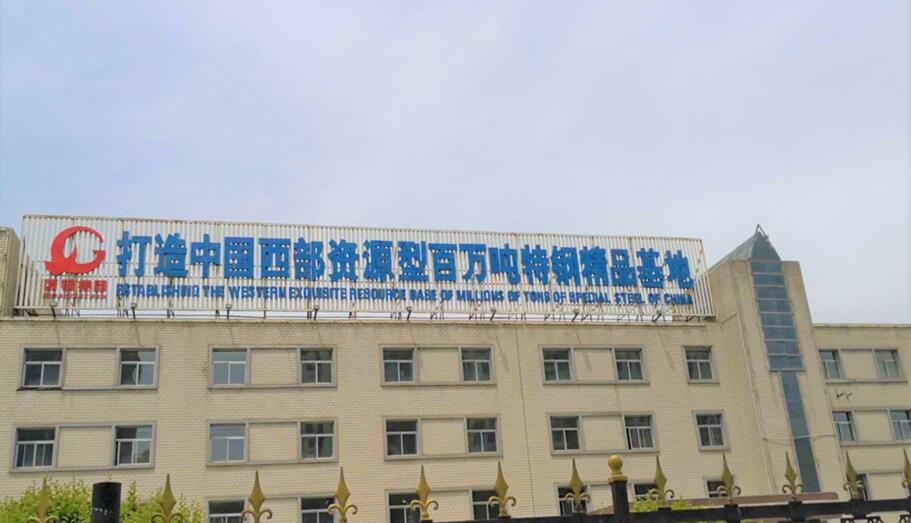 打造中国西部资源型百万吨特钢精品基地
ESTABLISHING THE WESTERN EXQUISITE RESOURCE BASE OF MILLIONS OF TONS OF SPECIAL STEEL OF CHINA